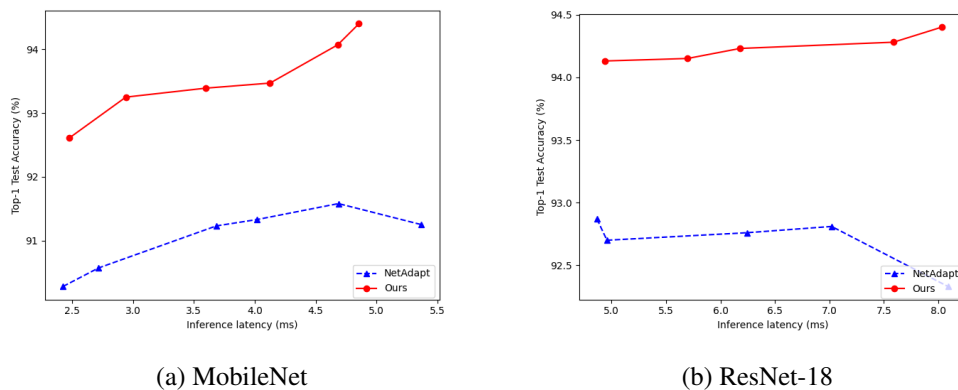 94
93
92
91
Top-1 Test Accuracy (%)
2.5 3.0 3.5 4.0 4.5 5.0 5.5
Inference latency (ms)
NetAdapt
Ours
(a) MobileNet
94.5
94.0
93.5
93.0
92.5
Top-1 Test Accuracy (%)
5.0 5.5 6.0 6.5 7.0 7.5 8.0
Inference latency (ms)
NetAdapt
Ours
(b) ResNet-18